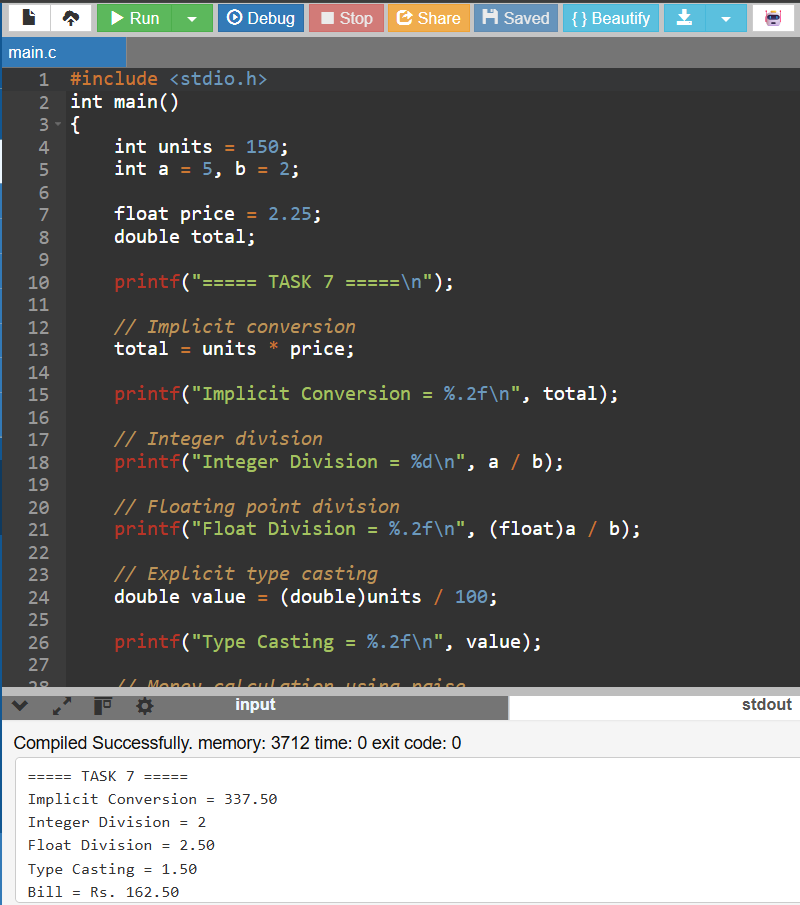 Run Debug Stop Share Saved { } Beautify
main.c
1 #include <stdio.h>
2 int main()
3 {
4 int units = 150;
5 int a = 5, b = 2;
6
7 float price = 2.25;
8 double total;
9
10 printf("===== TASK 7 =====\n");
11
12 // Implicit conversion
13 total = units * price;
14
15 printf("Implicit Conversion = %.2f\n", total);
16
17 // Integer division
18 printf("Integer Division = %d\n", a / b);
19
20 // Floating point division
21 printf("Float Division = %.2f\n", (float)a / b);
22
23 // Explicit type casting
24 double value = (double)units / 100;
25
26 printf("Type Casting = %.2f\n", value);
27
28 // Money calculation using paise
input stdout
Compiled Successfully. memory: 3712 time: 0 exit code: 0
===== TASK 7 =====
Implicit Conversion = 337.50
Integer Division = 2
Float Division = 2.50
Type Casting = 1.50
Bill = Rs. 162.50